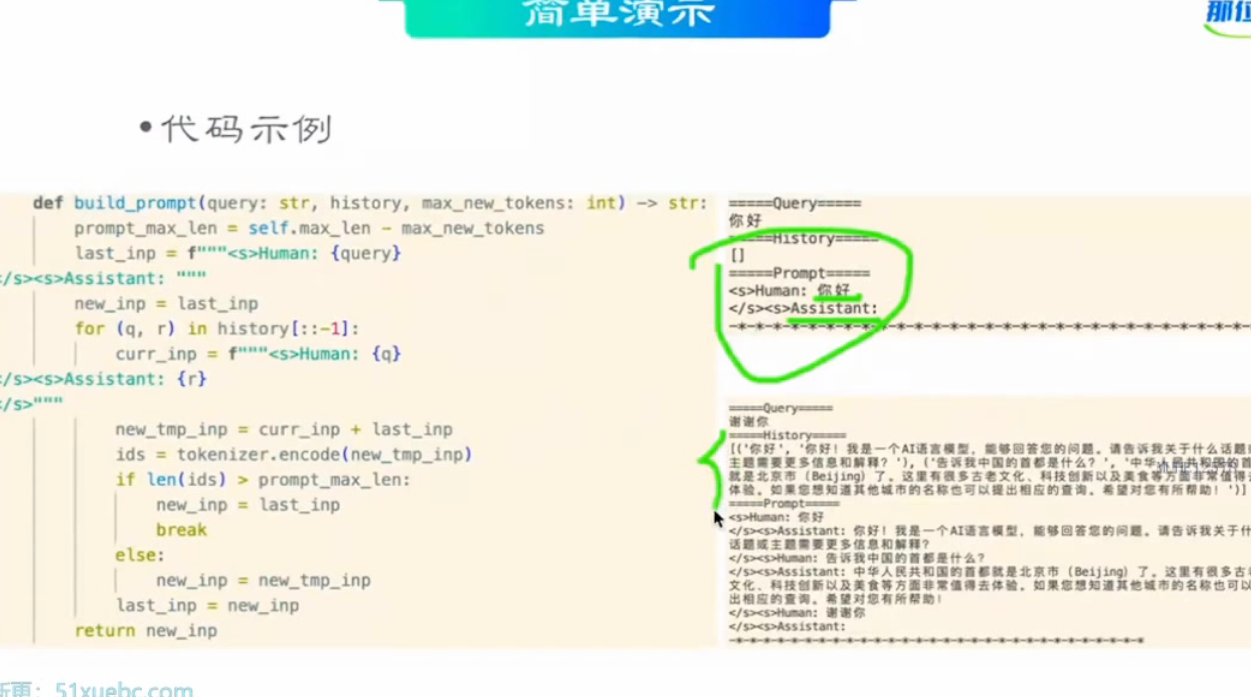 简单演示
•代码示例
def build_prompt(query: str, history, max_new_tokens: int) -> str:
prompt_max_len = self.max_len - max_new_tokens
last_inp = f"""<s>Human: {query}
</s><s>Assistant: """
new_inp = last_inp
for (q, r) in history[::-1]:
curr_inp = f"""<s>Human: {q}
</s><s>Assistant: {r}
</s>"""
new_tmp_inp = curr_inp + last_inp
ids = tokenizer.encode(new_tmp_inp)
if len(ids) > prompt_max_len:
new_inp = last_inp
break
else:
new_inp = new_tmp_inp
last_inp = new_inp
return new_inp
=====Query=====
你好
=====History=====
[]
=====Prompt=====
<s>Human: 你好
</s><s>Assistant:
=====Query=====
谢谢你
=====History=====
[('你好', '你好！我是一个AI语言模型，能够回答您的问题。请告诉我关于什么话题
主题需要更多信息和解释？'), ('告诉我中国的首都是什么？', '中华人民共和国的首
就是北京市（Beijing）了。这里有很多古老文化、科技创新以及美食等方面非常值得去
体验。如果您想知道其他城市的名称也可以提出相应的查询。希望对您有所帮助！')]
=====Prompt=====
<s>Human: 你好
</s><s>Assistant: 你好！我是一个AI语言模型，能够回答您的问题。请告诉我关于什
话题或主题需要更多信息和解释？
</s><s>Human: 告诉我中国的首都是什么？
</s><s>Assistant: 中华人民共和国的首都就是北京市（Beijing）了。这里有很多古老
文化、科技创新以及美食等方面非常值得去体验。如果您想知道其他城市的名称也可以
出相应的查询。希望对您有所帮助！
</s><s>Human: 谢谢你
</s><s>Assistant:
51xuebc.com